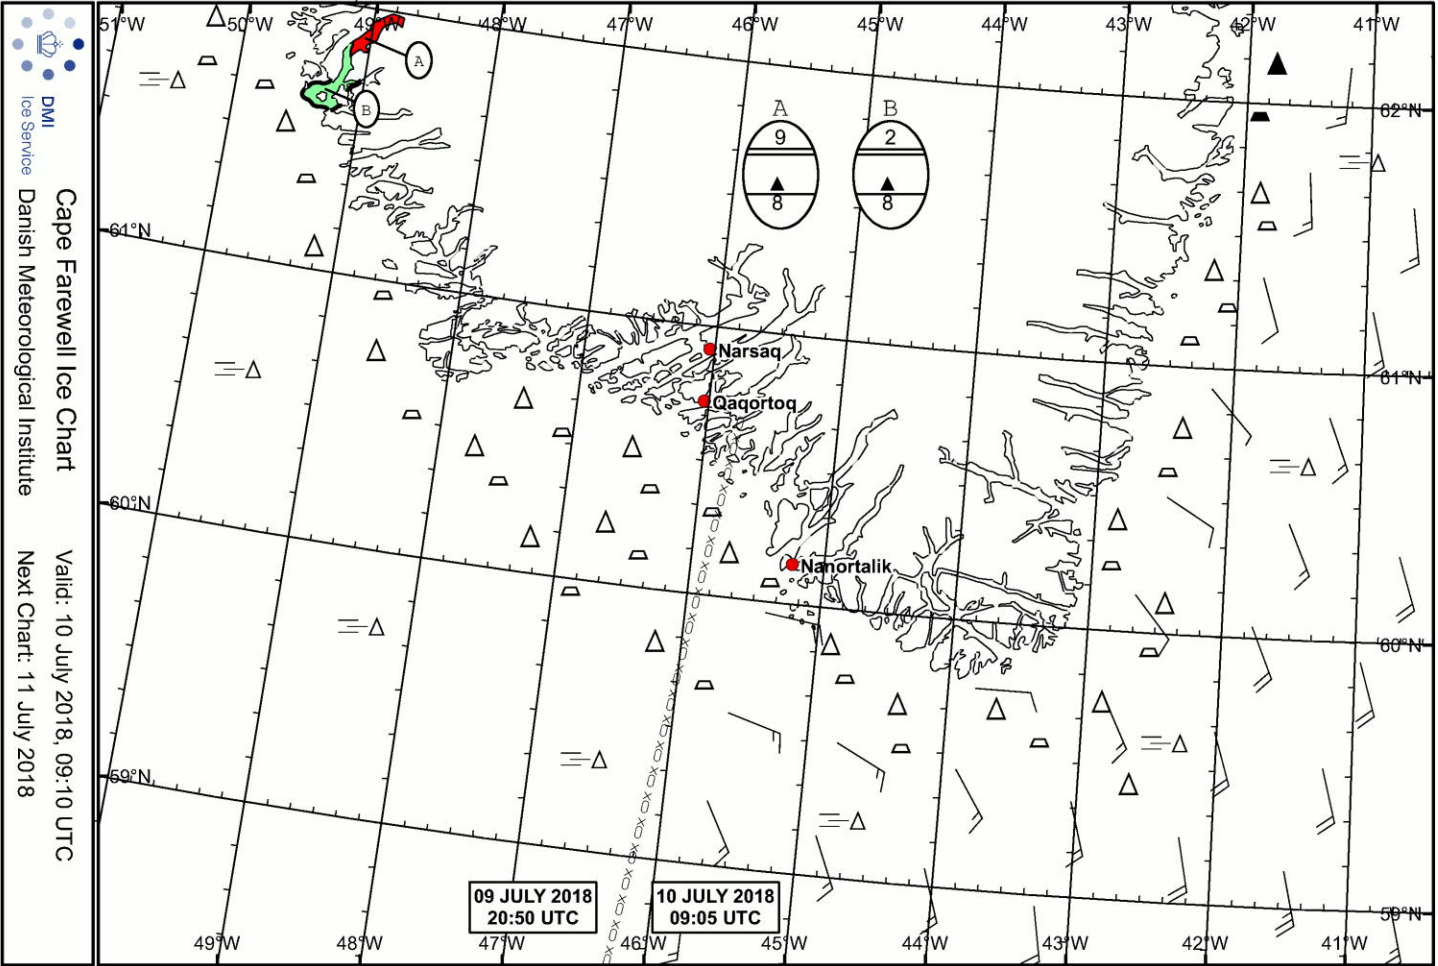 DMI
Ice Service
Cape Farewell Ice Chart
Danish Meteorological Institute
Valid: 10 July 2018, 09:10 UTC
Next Chart: 11 July 2018
51°W
50°W
49°W
48°W
47°W
46°W
45°W
44°W
43°W
42°W
41°W
A
B
A
B
9
2
8
8
62°N
61°N
61°N
60°N
60°N
59°N
59°N
Narsaq
Qaqortoq
Nanortalik
09 JULY 2018
20:50 UTC
10 JULY 2018
09:05 UTC
49°W
48°W
47°W
46°W
45°W
44°W
43°W
42°W
41°W